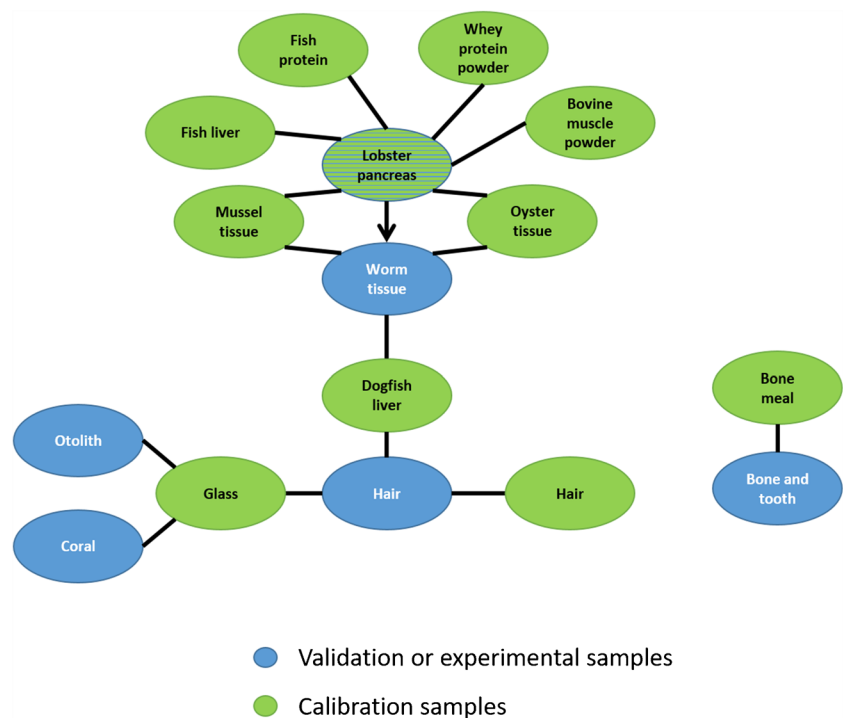 Fish
protein
Whey
protein
powder
Fish liver
Bovine
muscle
powder
Lobster
pancreas
Mussel
tissue
Oyster
tissue
Worm
tissue
Dogfish
liver
Bone
meal
Otolith
Glass
Hair
Hair
Bone and
tooth
Coral
Validation or experimental samples
Calibration samples